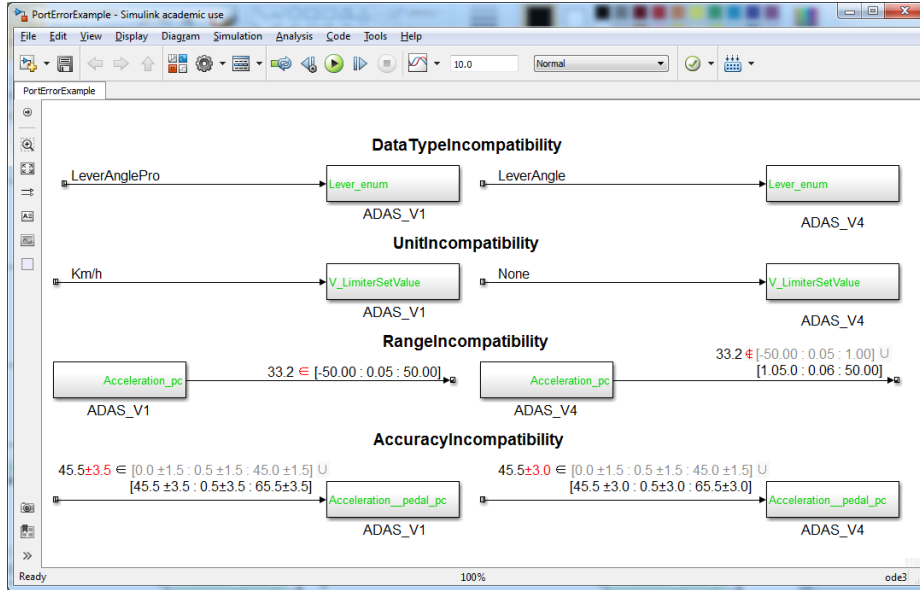 PortErrorExample - Simulink academic use
File Edit View Display Diagram Simulation Analysis Code Tools Help
10.0 Normal
PortErrorExample
DataTypeIncompatibility
LeverAnglePro Lever_enum LeverAngle Lever_enum
ADAS_V1 ADAS_V4
UnitIncompatibility
Km/h V_LimiterSetValue None V_LimiterSetValue
ADAS_V1 ADAS_V4
RangeIncompatibility
33.2 ∉ [-50.00 : 0.05 : 1.00] ∪
Acceleration_pc 33.2 ∈ [-50.00 : 0.05 : 50.00] Acceleration_pc [1.05.0 : 0.06 : 50.00]
ADAS_V1 ADAS_V4
AccuracyIncompatibility
45.5±3.5 ∈ [0.0 ±1.5 : 0.5 ±1.5 : 45.0 ±1.5] ∪ 45.5±3.0 ∈ [0.0 ±1.5 : 0.5 ±1.5 : 45.0 ±1.5] ∪
[45.5 ±3.5 : 0.5±3.5 : 65.5±3.5] Acceleration__pedal_pc [45.5 ±3.0 : 0.5±3.0 : 65.5±3.0] Acceleration__pedal_pc
ADAS_V1 ADAS_V4
Ready 100% ode3